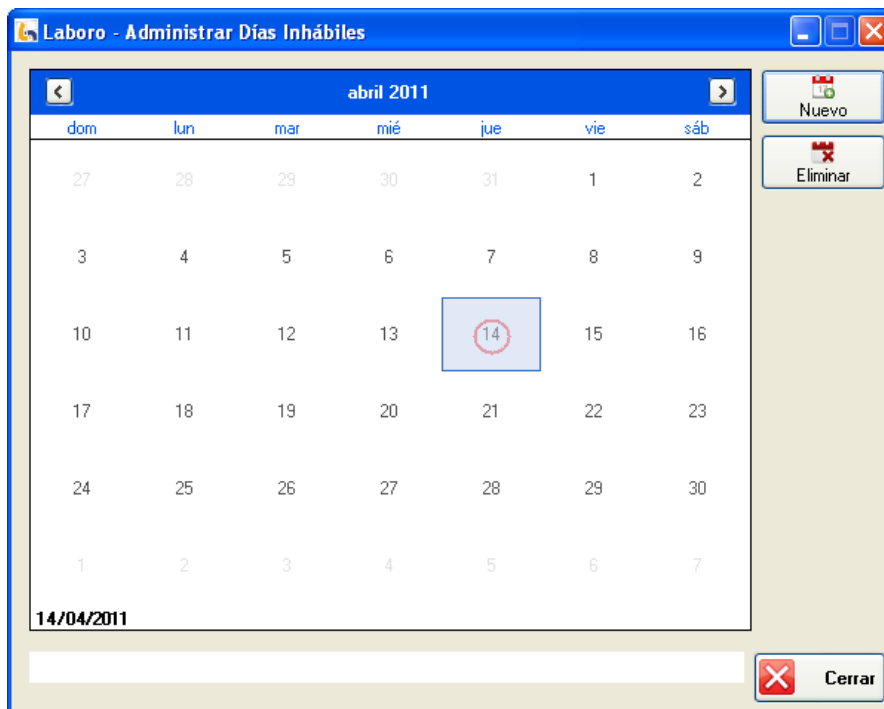 Laboro - Administrar Días Inhábiles
abril 2011
Nuevo
Eliminar
dom lun mar mié jue vie sáb
27 28 29 30 31 1 2
3 4 5 6 7 8 9
10 11 12 13 14 15 16
17 18 19 20 21 22 23
24 25 26 27 28 29 30
1 2 3 4 5 6 7
14/04/2011
Cerrar